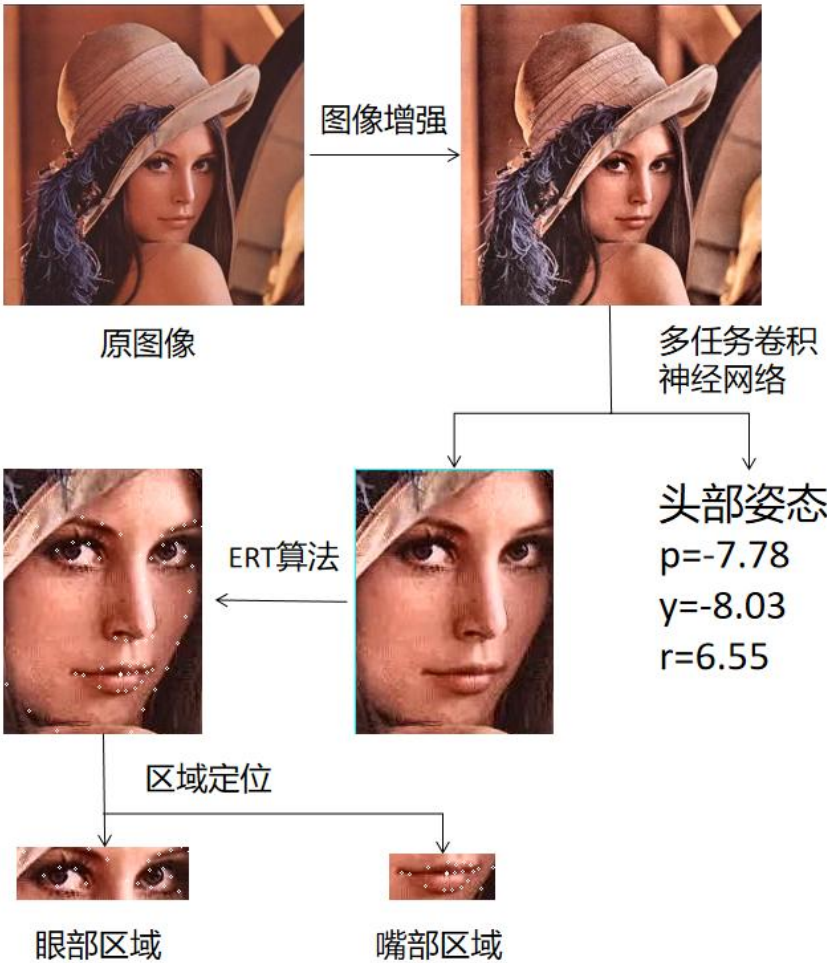 图像增强
原图像
多任务卷积
神经网络
头部姿态
p=-7.78
y=-8.03
r=6.55
ERT算法
区域定位
眼部区域
嘴部区域